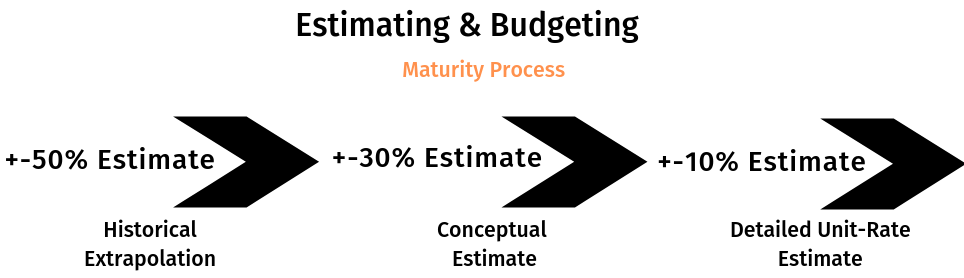 Estimating & Budgeting
Maturity Process
+-50% Estimate
+-30% Estimate
+-10% Estimate
Historical
Extrapolation
Conceptual
Estimate
Detailed Unit-Rate
Estimate